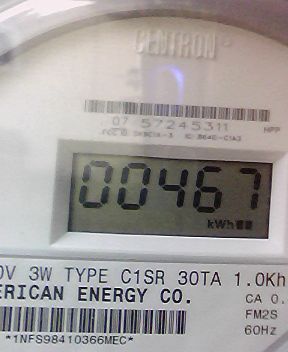 CENTRON
07 57245311
HPP
00467
kWh
0V 3W TYPE C1SR 30TA 1.0Kh
ERICAN ENERGY CO.
CA 0.
FM2S
60Hz
*1NFS98410366MEC*